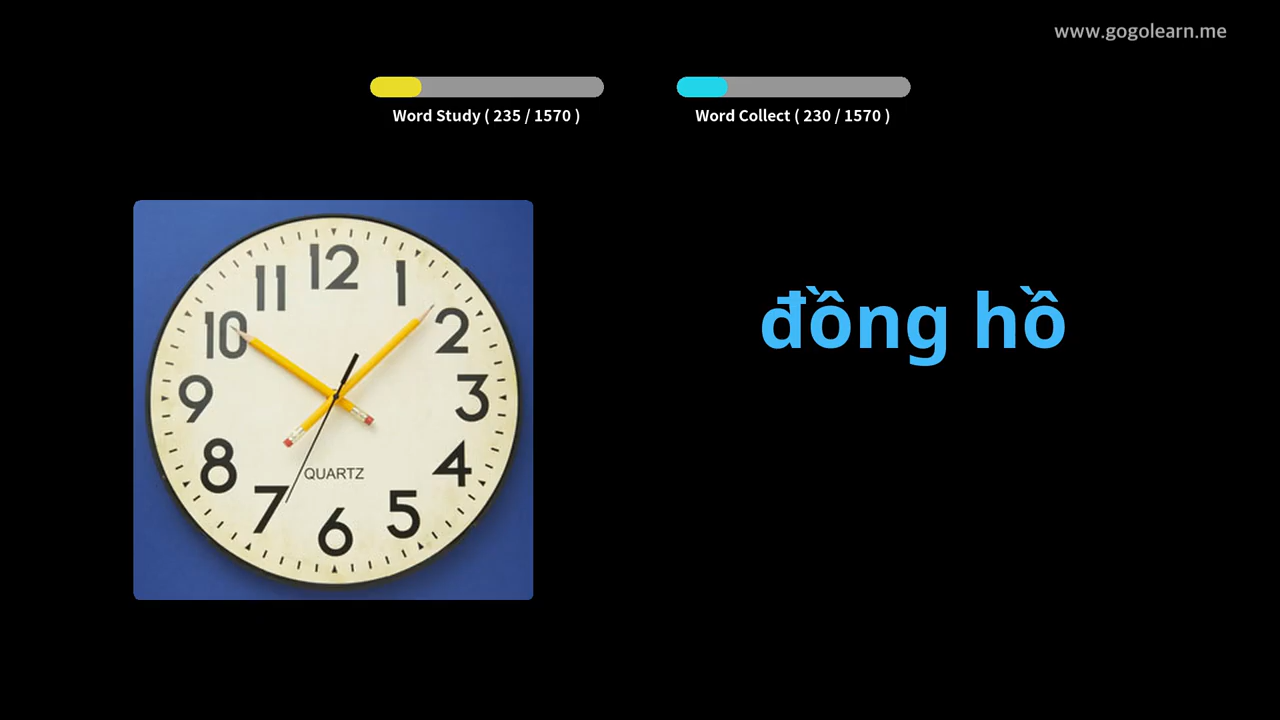 www.gogolearn.me
Word Study ( 235 / 1570 )
Word Collect ( 230 / 1570 )
12
11
1
10
2
9
3
8
4
7
5
6
QUARTZ
đồng hồ